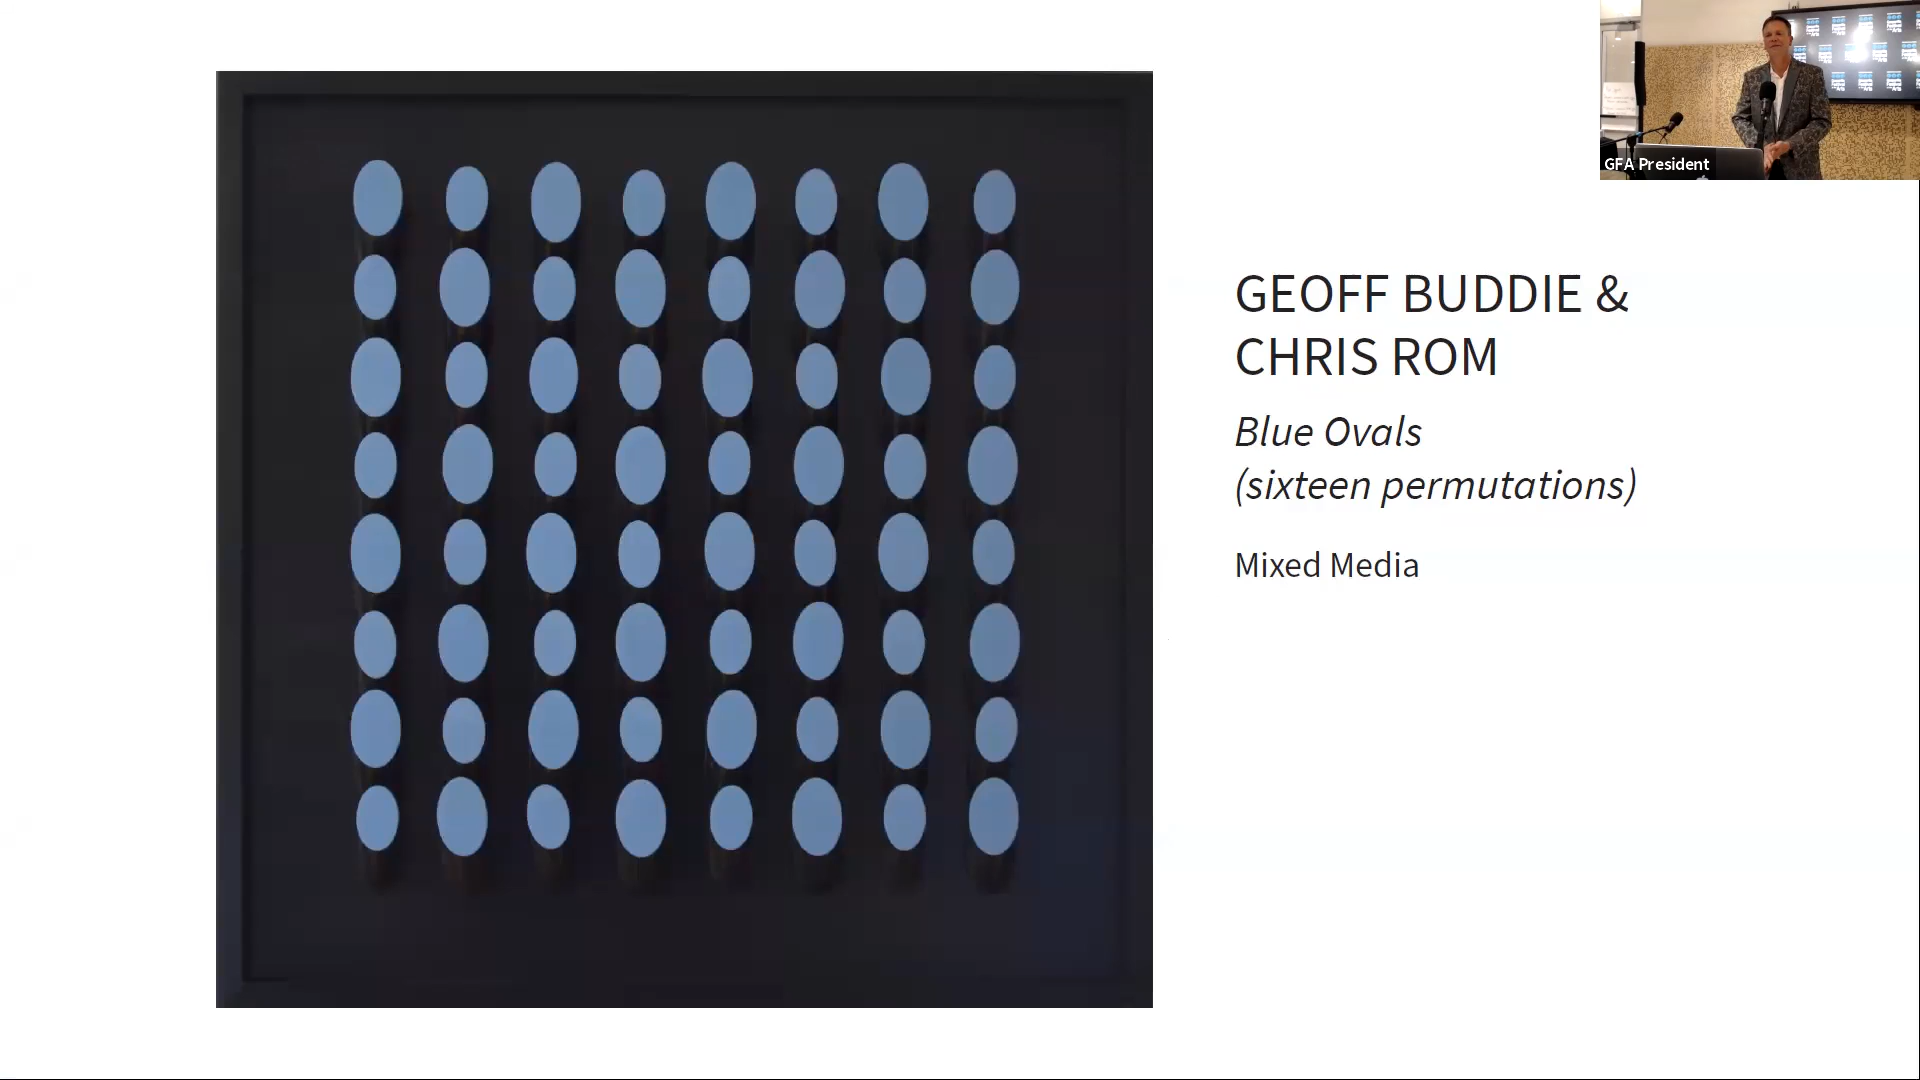 GEOFF BUDDIE &
CHRIS ROM
Blue Ovals
(sixteen permutations)
Mixed Media
GFA President